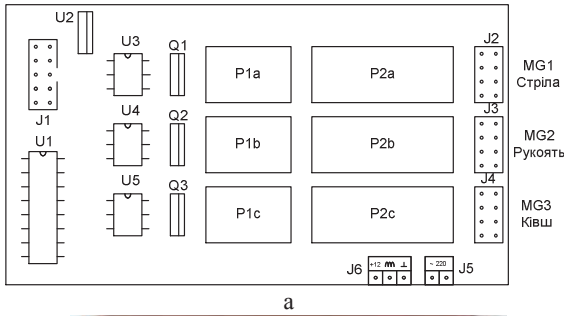 U2
U3
Q1
P1a
P2a
J2
MG1
Стріла
J1
U4
Q2
P1b
P2b
J3
MG2
Рукоять
U1
U5
Q3
P1c
P2c
J4
MG3
Ківш
J6
+12
⊥
~ 220
J5
а